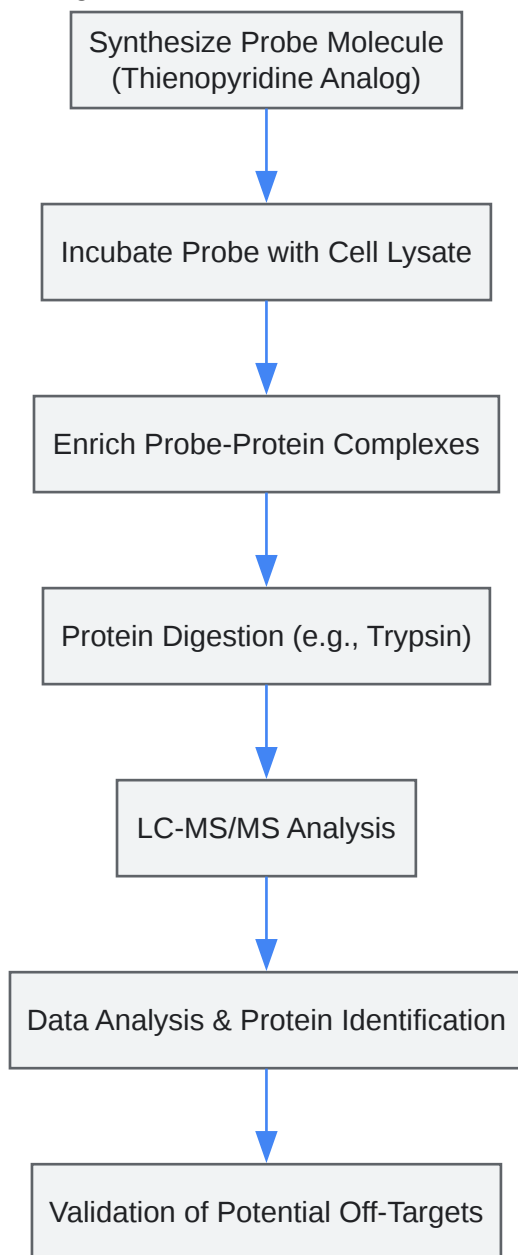 Synthesize Probe Molecule
(Thienopyridine Analog)
Incubate Probe with Cell Lysate
Enrich Probe-Protein Complexes
Protein Digestion (e.g., Trypsin)
LC-MS/MS Analysis
Data Analysis & Protein Identification
Validation of Potential Off-Targets